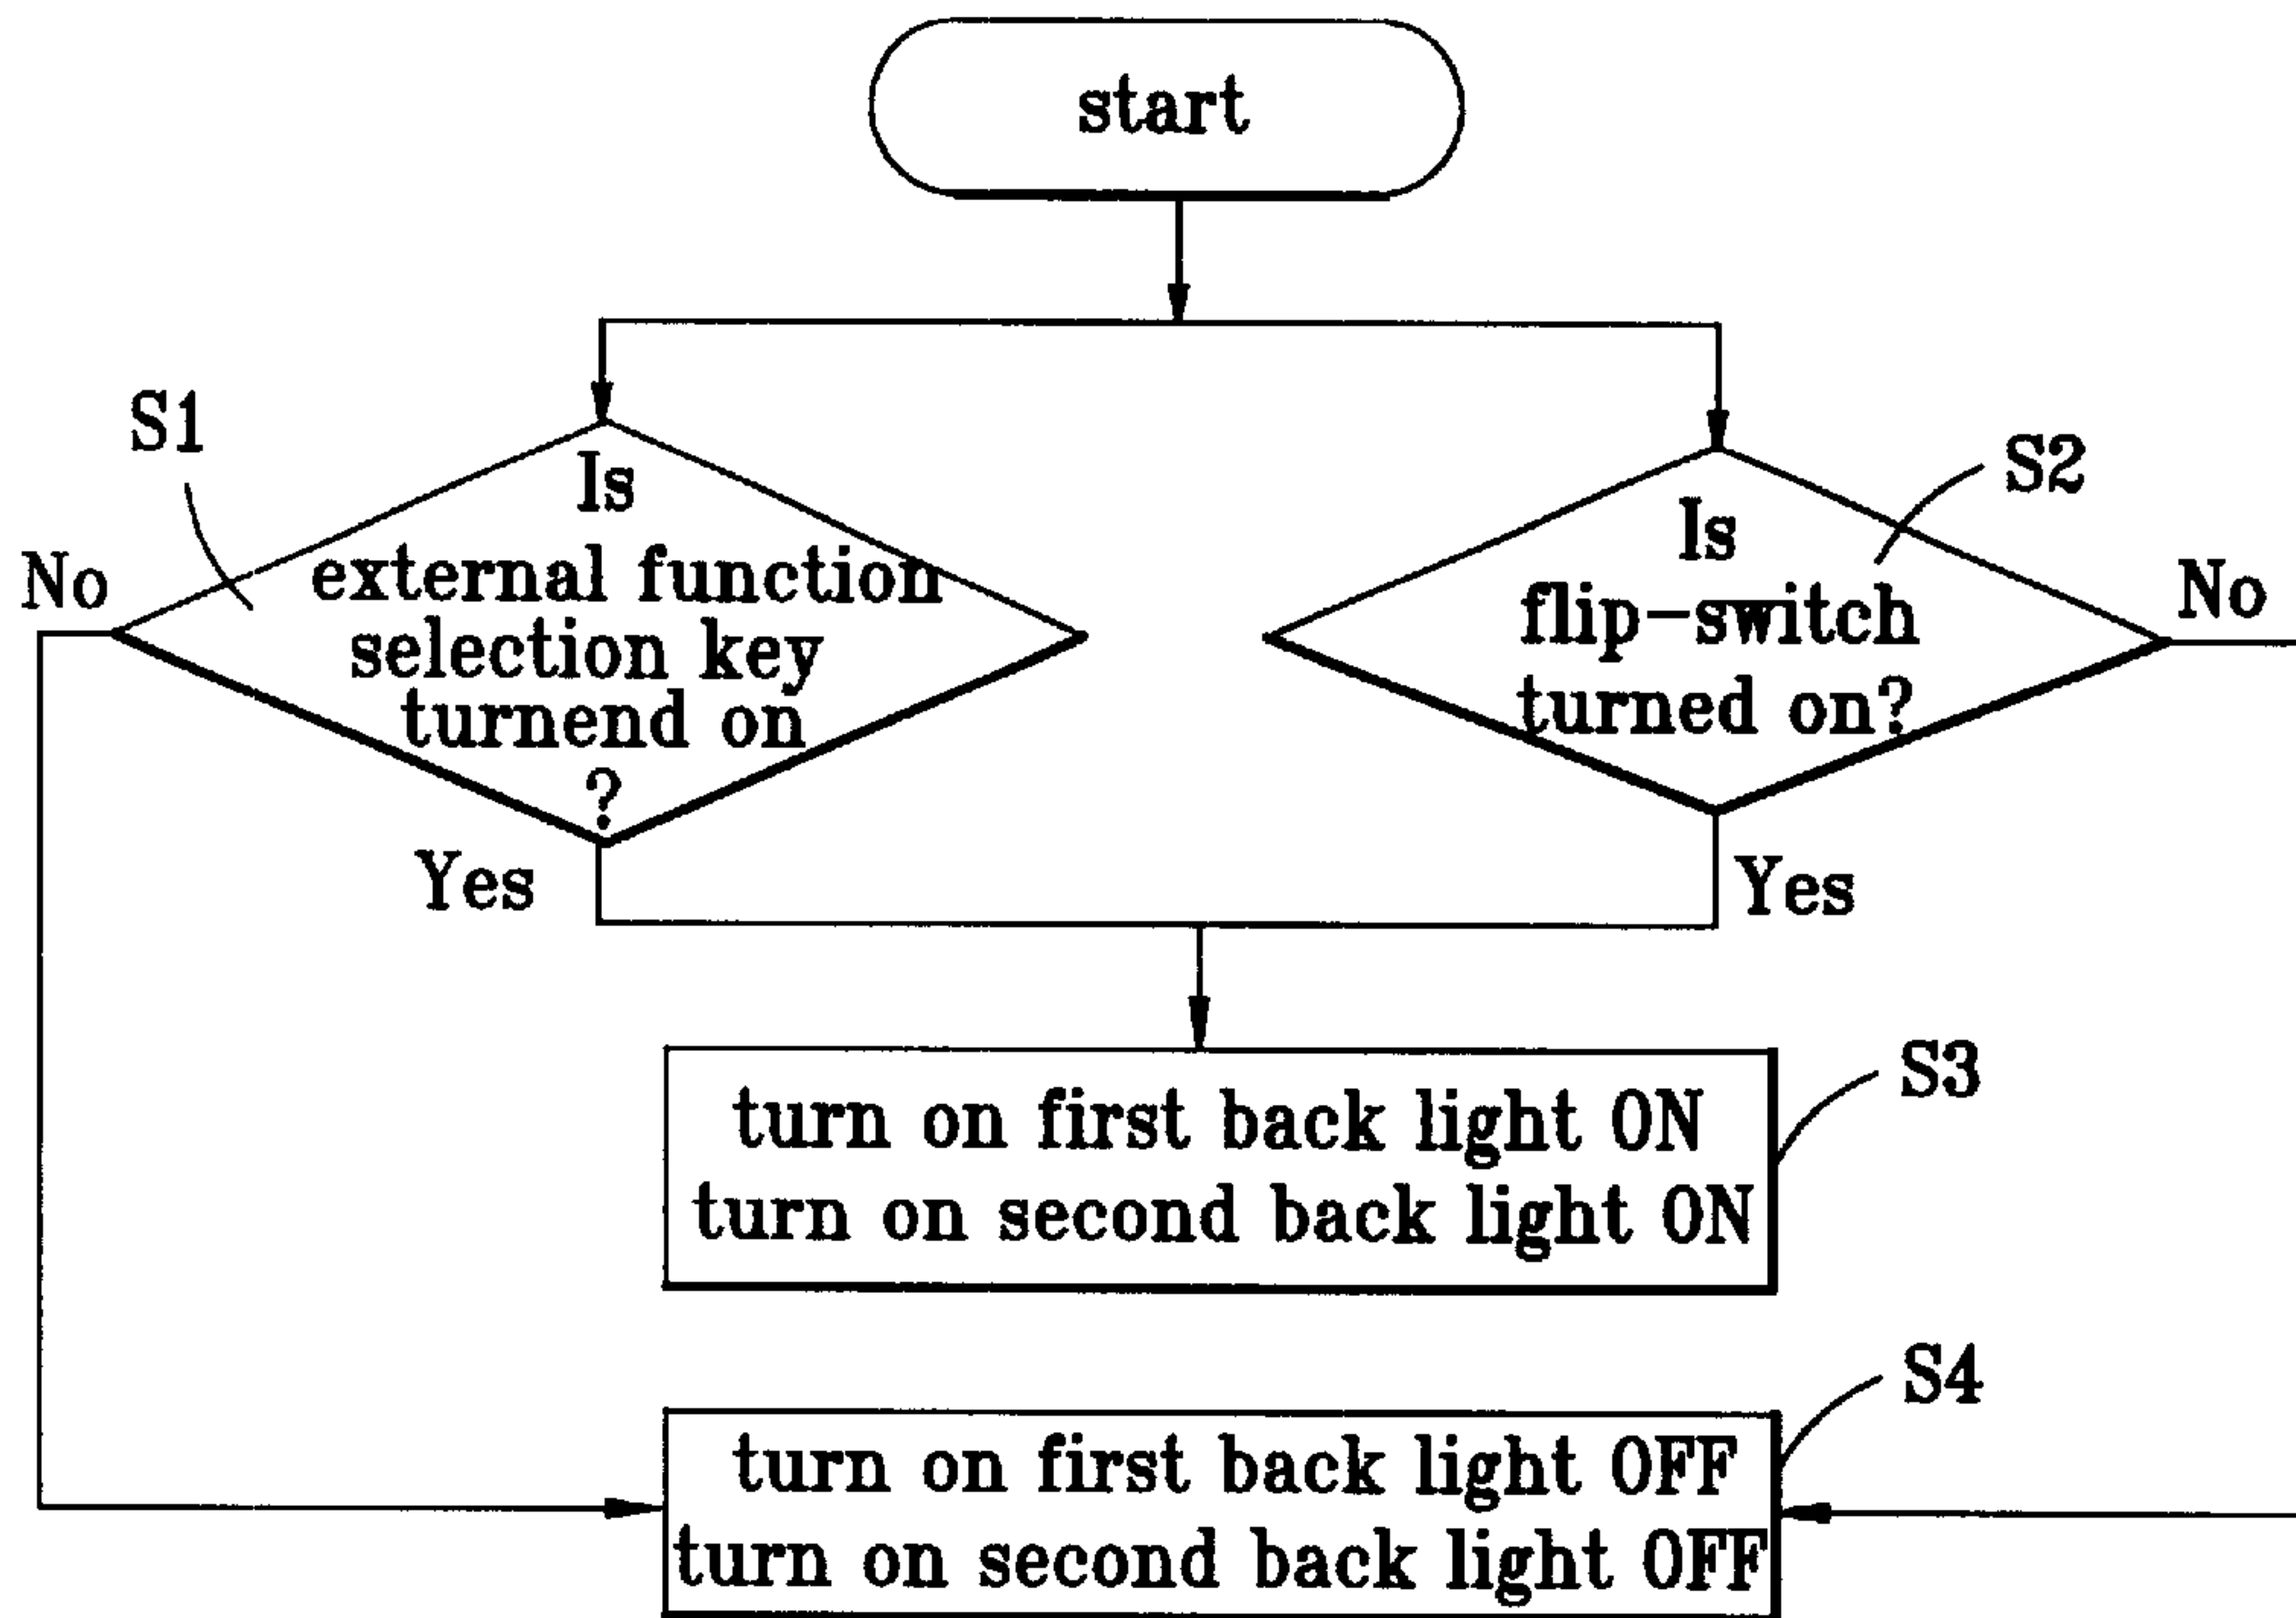 start
S1
Is
external function
selection key
turnend on
?
No
Yes
S2
Is
flip-switch
turned on?
No
Yes
S3
turn on first back light ON
turn on second back light ON
S4
turn on first back light OFF
turn on second back light OFF